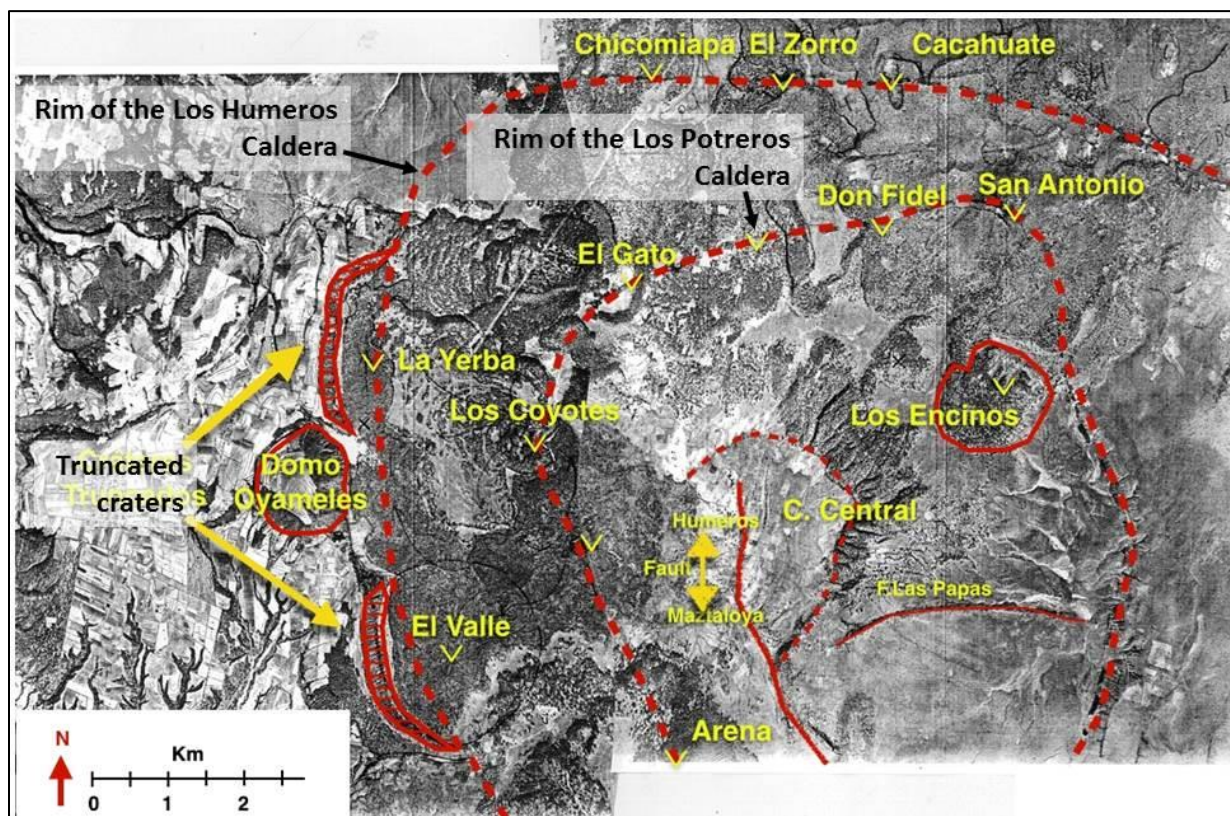 Chicomiapa
El Zorro
Cacahuate
Rim of the Los Humeros
Caldera
Rim of the Los Potreros
Caldera
Don Fidel
San Antonio
El Gato
La Yerba
Los Coyotes
Los Encinos
Truncated
craters
Domo
Oyameles
C. Central
Humeros
Fault
Maztaloya
F.Las Papas
El Valle
Arena
N
Km
0 1 2